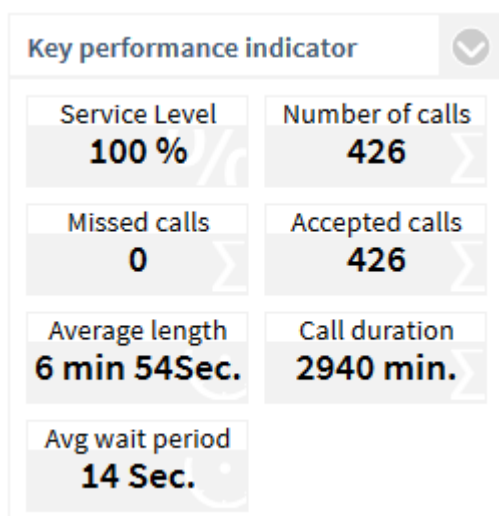 Key performance indicator
Service Level
100 %
Number of calls
426
Missed calls
0
Accepted calls
426
Average length
6 min 54Sec.
Call duration
2940 min.
Avg wait period
14 Sec.